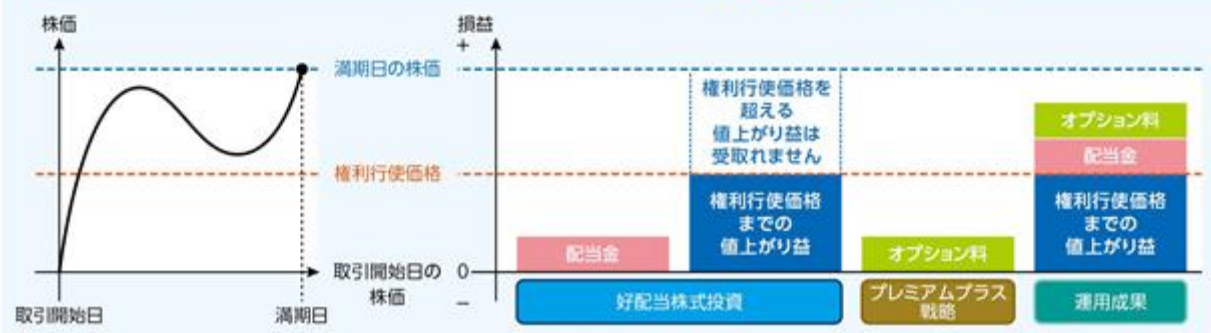 株価
満期日の株価
権利行使価格
取引開始日の
株価
取引開始日
満期日
損益
+
0
−
配当金
権利行使価格を
超える
値上がり益は
受取れません
権利行使価格
までの
値上がり益
オプション料
オプション料
配当金
権利行使価格
までの
値上がり益
好配当株式投資
プレミアムプラス
戦略
運用成果